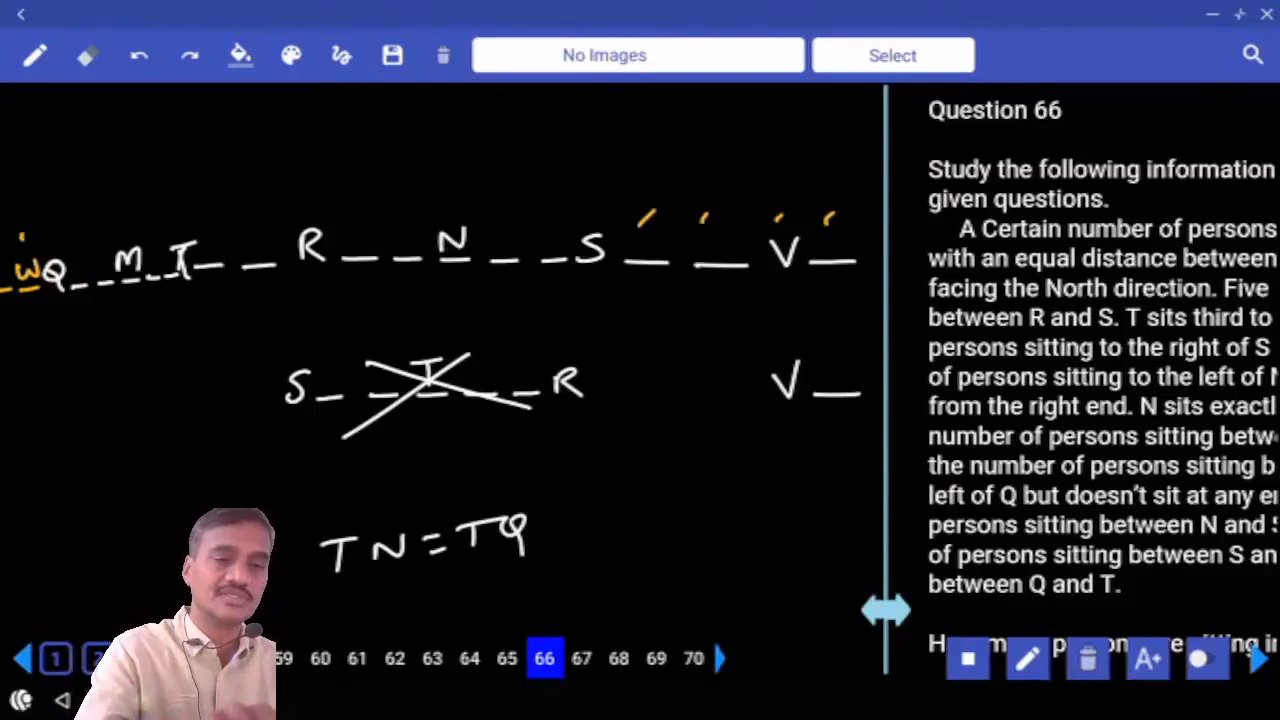 No Images
Select
Question 66
Study the following information
given questions.
A Certain number of persons
with an equal distance between
facing the North direction. Five
between R and S. T sits third to
persons sitting to the right of S
of persons sitting to the left of
from the right end. N sits exactl
number of persons sitting betw
the number of persons sitting b
left of Q but doesn't sit at any e
persons sitting between N and
of persons sitting between S an
between Q and T.
W Q M T R N S V
S T R V
T N = T Q
1 59 60 61 62 63 64 65 66 67 68 69 70
A+